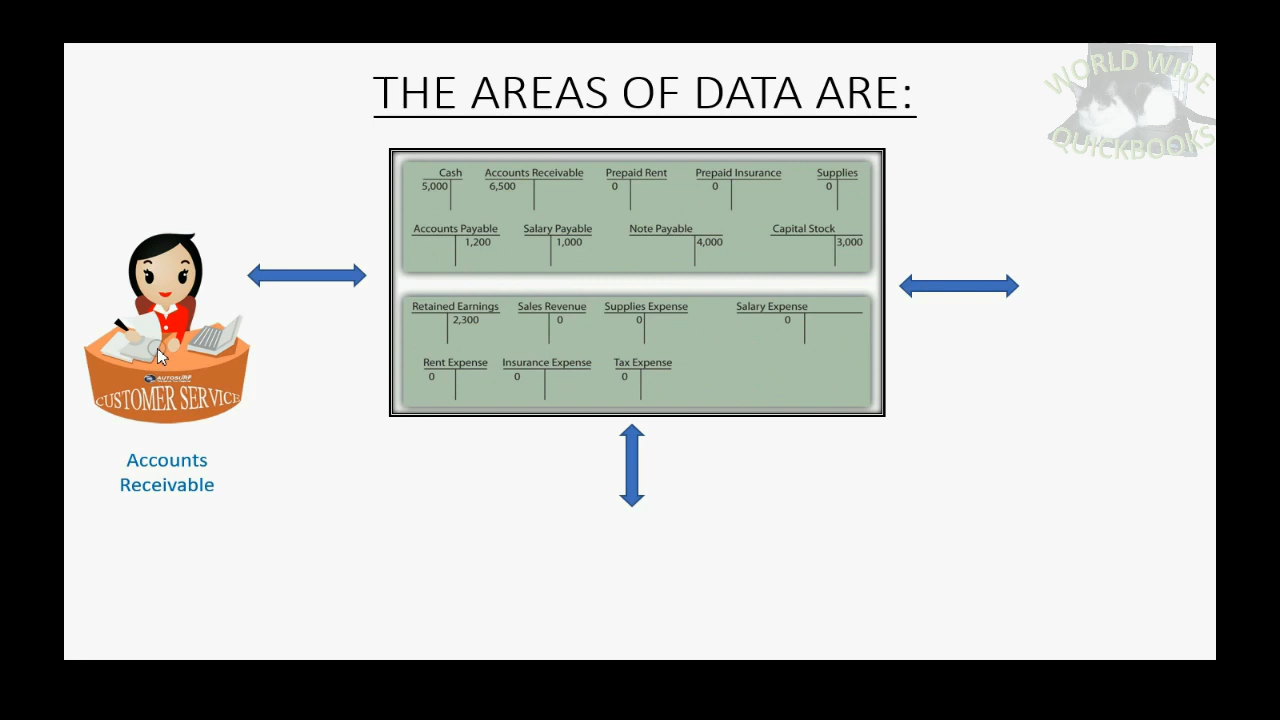 THE AREAS OF DATA ARE:
WORLD WIDE
QUICKBOOKS
Cash Accounts Receivable Prepaid Rent Prepaid Insurance Supplies
5,000 6,500 0 0 0
Accounts Payable Salary Payable Note Payable Capital Stock
1,200 1,000 4,000 3,000
Retained Earnings Sales Revenue Supplies Expense Salary Expense
2,300 0 0 0
Rent Expense Insurance Expense Tax Expense
0 0 0
CUSTOMER SERVICE
Accounts
Receivable